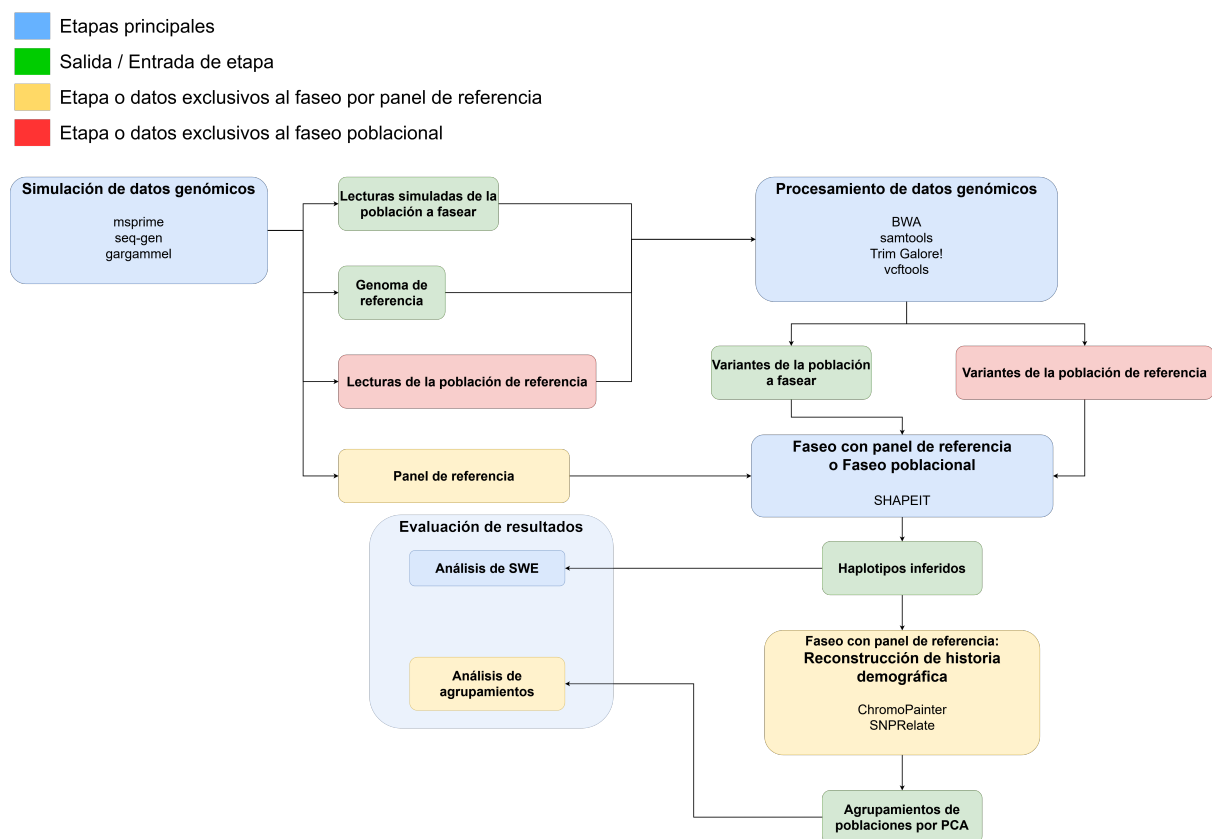 Etapas principales
Salida / Entrada de etapa
Etapa o datos exclusivos al faseo por panel de referencia
Etapa o datos exclusivos al faseo poblacional
Simulación de datos genómicos
msprime
seq-gen
gargammel
Lecturas simuladas de la
población a fasear
Genoma de
referencia
Lecturas de la población de referencia
Panel de referencia
Procesamiento de datos genómicos
BWA
samtools
Trim Galore!
vcftools
Variantes de la población
a fasear
Variantes de la población de referencia
Faseo con panel de referencia
o Faseo poblacional
SHAPEIT
Evaluación de resultados
Análisis de SWE
Análisis de
agrupamientos
Haplotipos inferidos
Faseo con panel de referencia:
Reconstrucción de historia
demográfica
ChromoPainter
SNPRelate
Agrupamientos de
poblaciones por PCA